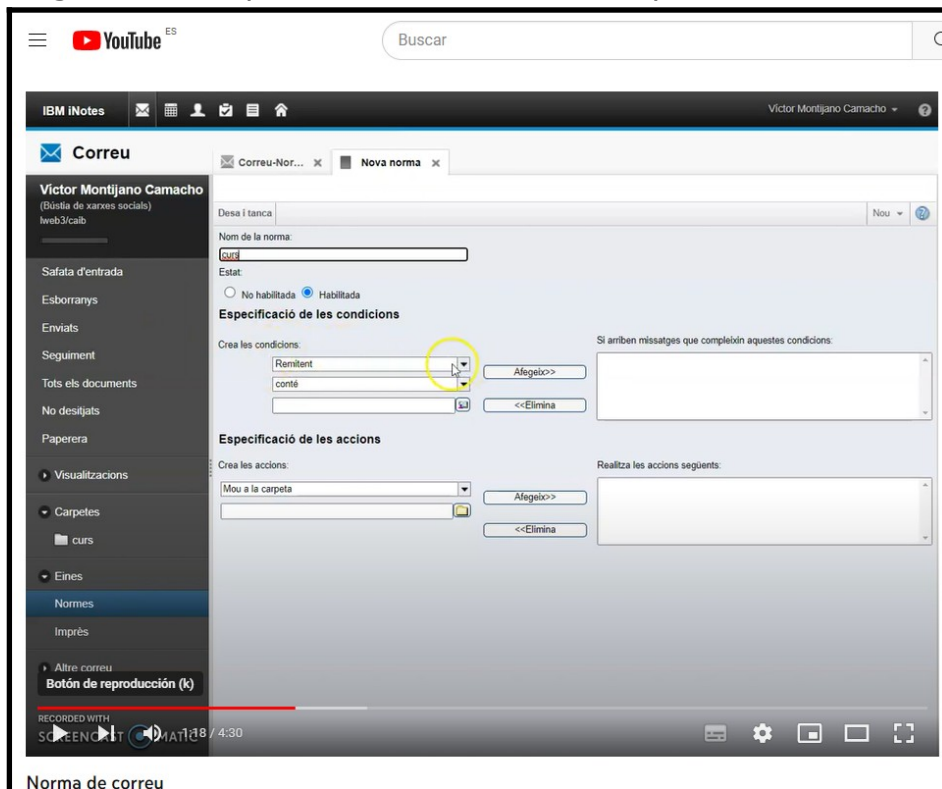 YouTube ES
Buscar
IBM iNotes
Víctor Montijano Camacho
Correu
Correu-Nor...
Nova norma
Víctor Montijano Camacho
(Bústia de xarxes socials)
lweb3/caib
Desa i tanca
Nou
Nom de la norma:
curs
Estat:
No habilitada
Habilitada
Especificació de les condicions
Crea les condicions:
Si arriben missatges que compleixin aquestes condicions:
Remitent
Afegeix>>
conté
<<Elimina
Especificació de les accions
Crea les accions:
Realitza les accions següents:
Mou a la carpeta
Afegeix>>
<<Elimina
Safata d'entrada
Esborranys
Enviats
Seguiment
Tots els documents
No desitjats
Paperera
Visualitzacions
Carpetes
curs
Eines
Normes
Imprès
Altre correu
Botón de reproducción (k)
RECORDED WITH
SCREENCAST MATIC
1:18 / 4:30
Norma de correu